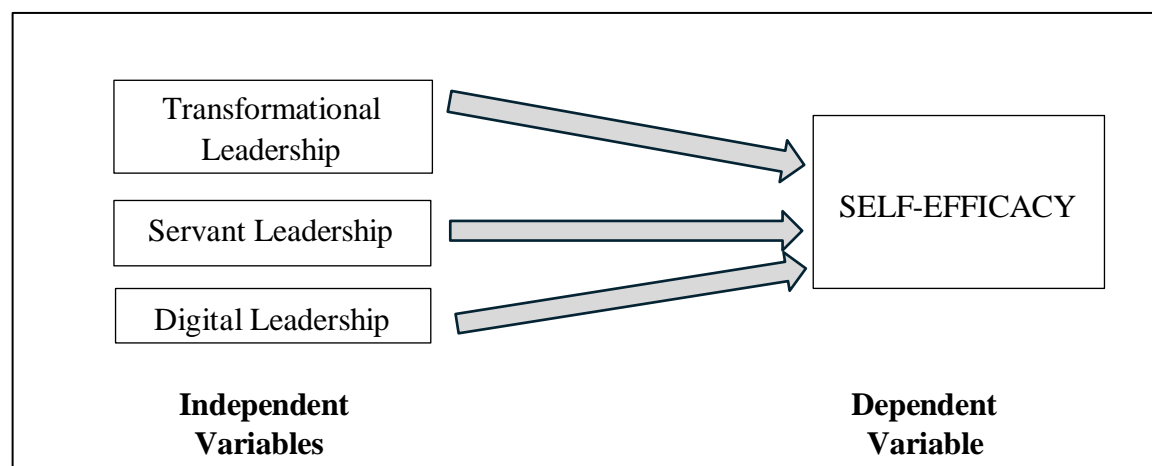 Transformational
Leadership
Servant Leadership
Digital Leadership
SELF-EFFICACY
Independent
Variables
Dependent
Variable